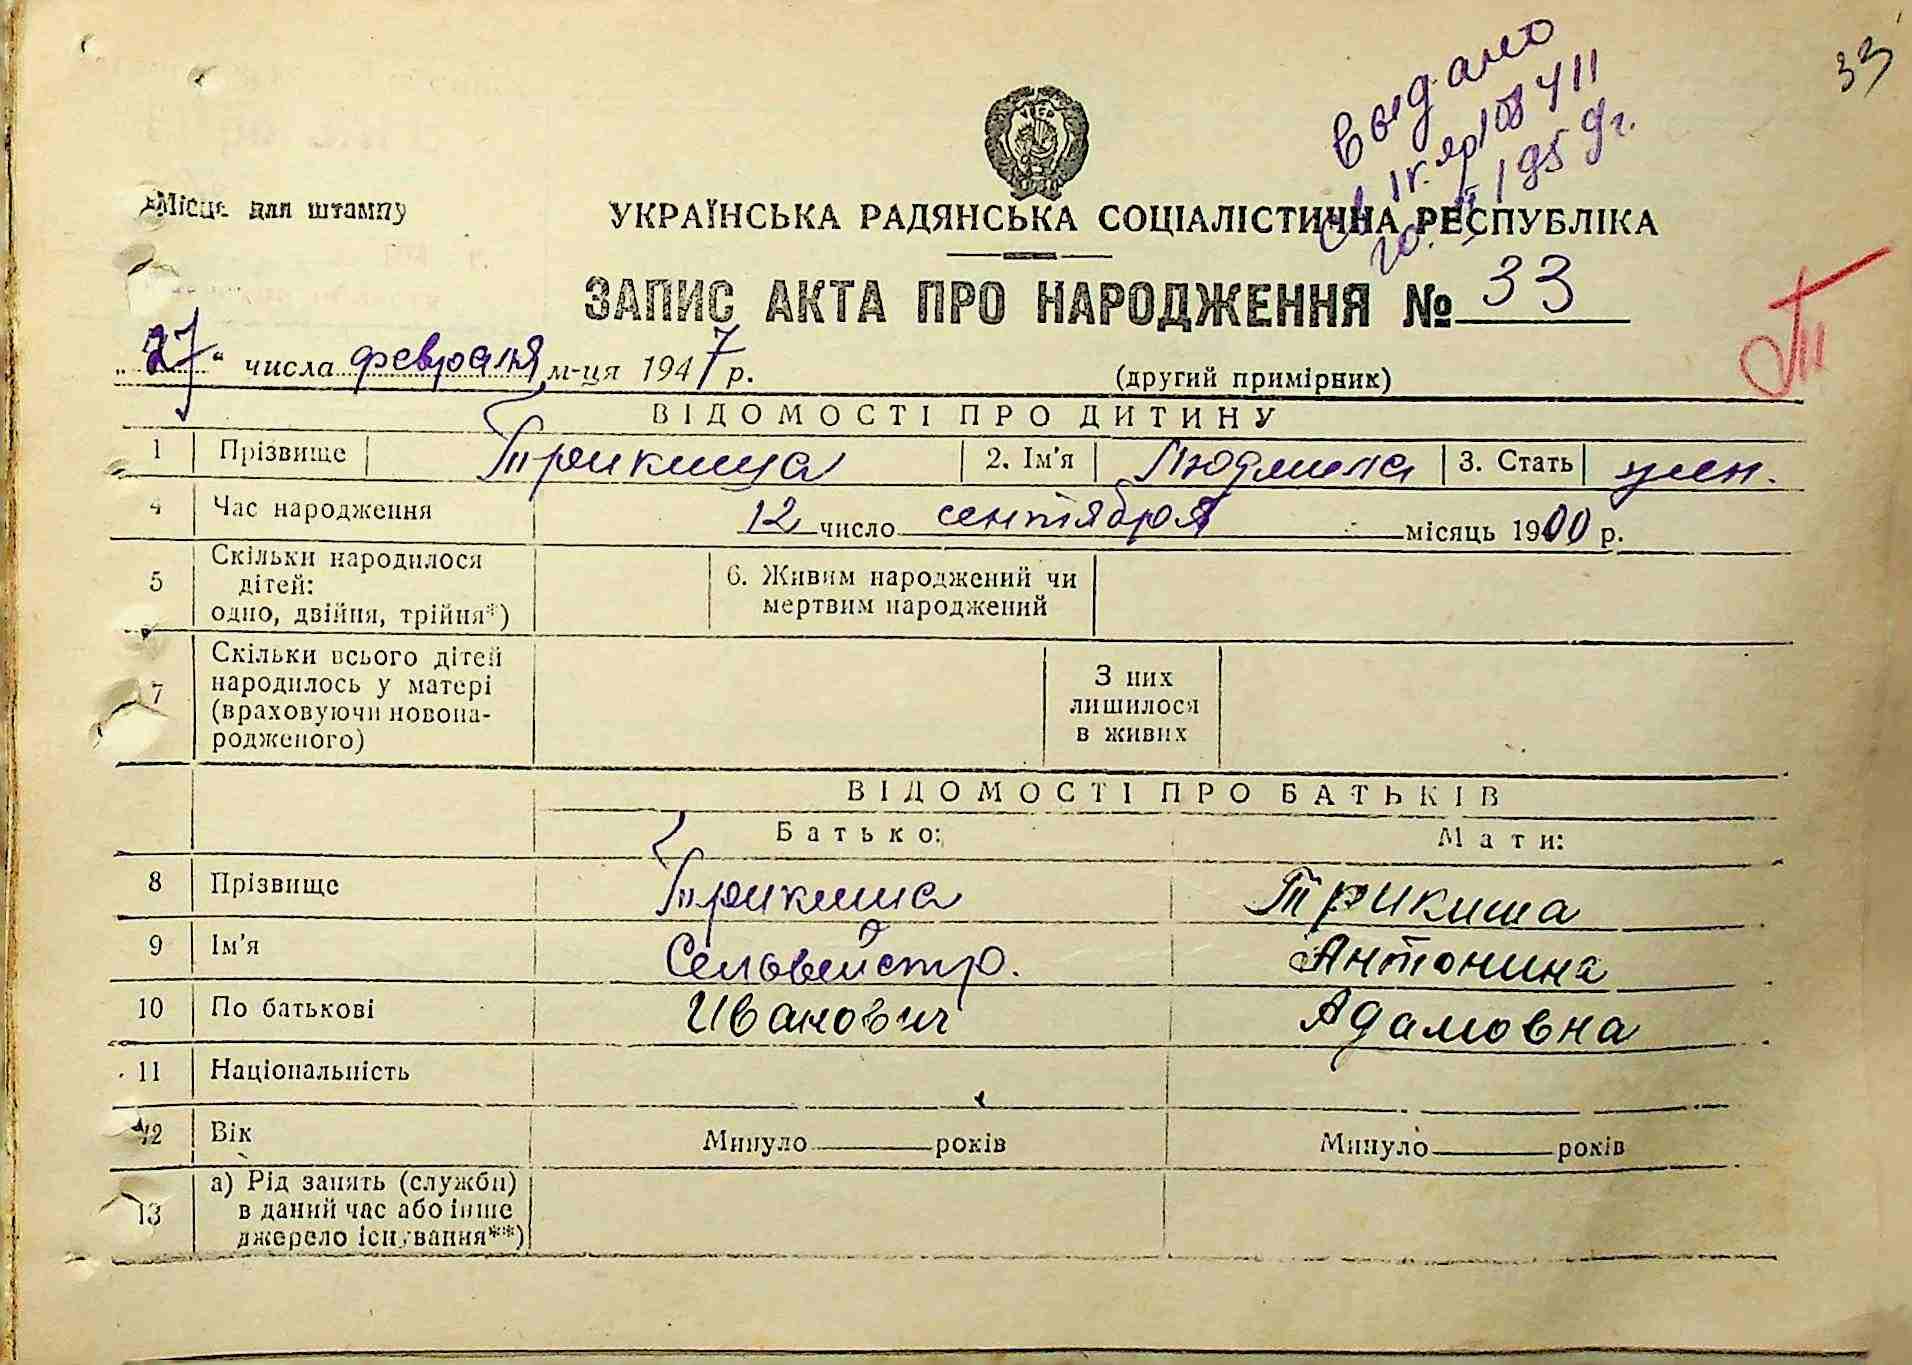 33
Выдано
1959 г.
Місце для штампу
УКРАЇНСЬКА РАДЯНСЬКА СОЦІАЛІСТИЧНА РЕСПУБЛІКА
ЗАПИС АКТА ПРО НАРОДЖЕННЯ № 33
„27“ числа февраля м-ця 1947 р. (другий примірник)
ВІДОМОСТІ ПРО ДИТИНУ
1 Прізвище Трикиша 2. Ім'я Людмила 3. Стать жен.
4 Час народження 12 число сентября місяць 1900 р.
5 Скільки народилося дітей: одно, двійня, трійня*) 6. Живим народжений чи мертвим народжений
7 Скільки всього дітей народилось у матері (враховуючи новона-родженого) З них лишилося в живих
ВІДОМОСТІ ПРО БАТЬКІВ
Батько: Мати:
8 Прізвище Трикиша Трикиша
9 Ім'я Селовейстр. Антонина
10 По батькові Иванович Адамовна
11 Національність
12 Вік Минуло років Минуло років
13 а) Рід занять (служби) в даний час або інше джерело існування**)